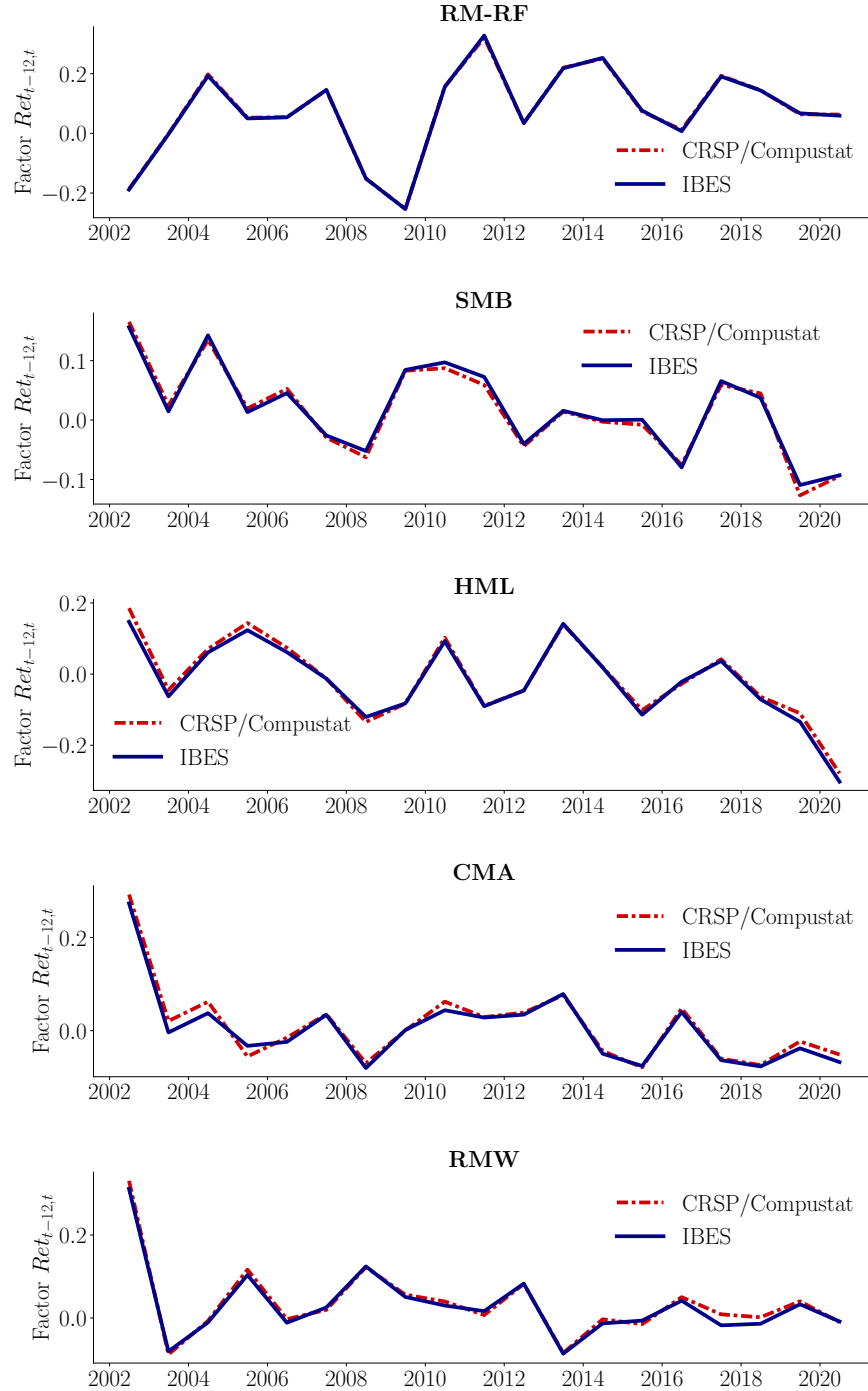 RM-RF
Factor Ret_{t−12,t}
0.2
0.0
−0.2
CRSP/Compustat
IBES
2002 2004 2006 2008 2010 2012 2014 2016 2018 2020
SMB
Factor Ret_{t−12,t}
0.1
0.0
−0.1
CRSP/Compustat
IBES
2002 2004 2006 2008 2010 2012 2014 2016 2018 2020
HML
Factor Ret_{t−12,t}
0.2
0.0
−0.2
CRSP/Compustat
IBES
2002 2004 2006 2008 2010 2012 2014 2016 2018 2020
CMA
Factor Ret_{t−12,t}
0.2
0.0
CRSP/Compustat
IBES
2002 2004 2006 2008 2010 2012 2014 2016 2018 2020
RMW
Factor Ret_{t−12,t}
0.2
0.0
CRSP/Compustat
IBES
2002 2004 2006 2008 2010 2012 2014 2016 2018 2020